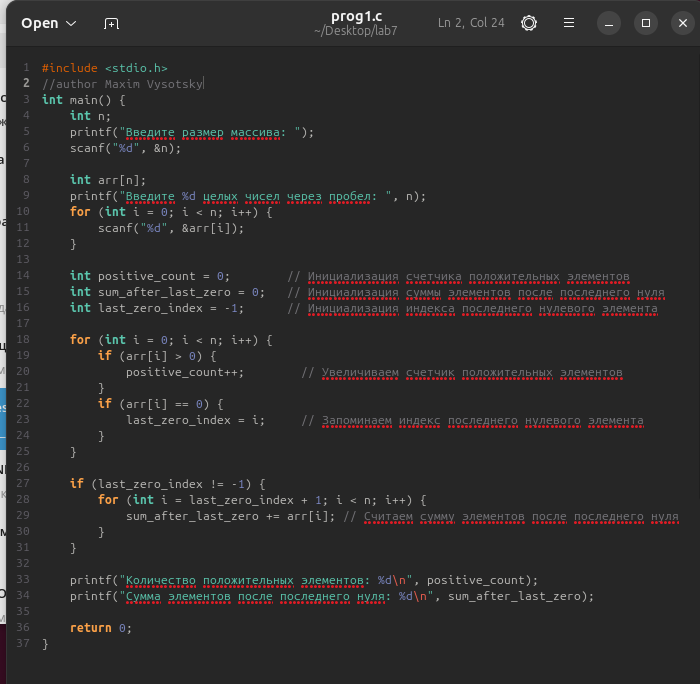 Open
prog1.c
~/Desktop/lab7
Ln 2, Col 24
1 #include <stdio.h>
2 //author Maxim Vysotsky
3 int main() {
4     int n;
5     printf("Введите размер массива: ");
6     scanf("%d", &n);
7
8     int arr[n];
9     printf("Введите %d целых чисел через пробел: ", n);
10     for (int i = 0; i < n; i++) {
11         scanf("%d", &arr[i]);
12     }
13
14     int positive_count = 0;        // Инициализация счетчика положительных элементов
15     int sum_after_last_zero = 0;   // Инициализация суммы элементов после последнего нуля
16     int last_zero_index = -1;      // Инициализация индекса последнего нулевого элемента
17
18     for (int i = 0; i < n; i++) {
19         if (arr[i] > 0) {
20             positive_count++;        // Увеличиваем счетчик положительных элементов
21         }
22         if (arr[i] == 0) {
23             last_zero_index = i;     // Запоминаем индекс последнего нулевого элемента
24         }
25     }
26
27     if (last_zero_index != -1) {
28         for (int i = last_zero_index + 1; i < n; i++) {
29             sum_after_last_zero += arr[i]; // Считаем сумму элементов после последнего нуля
30         }
31     }
32
33     printf("Количество положительных элементов: %d\n", positive_count);
34     printf("Сумма элементов после последнего нуля: %d\n", sum_after_last_zero);
35
36     return 0;
37 }